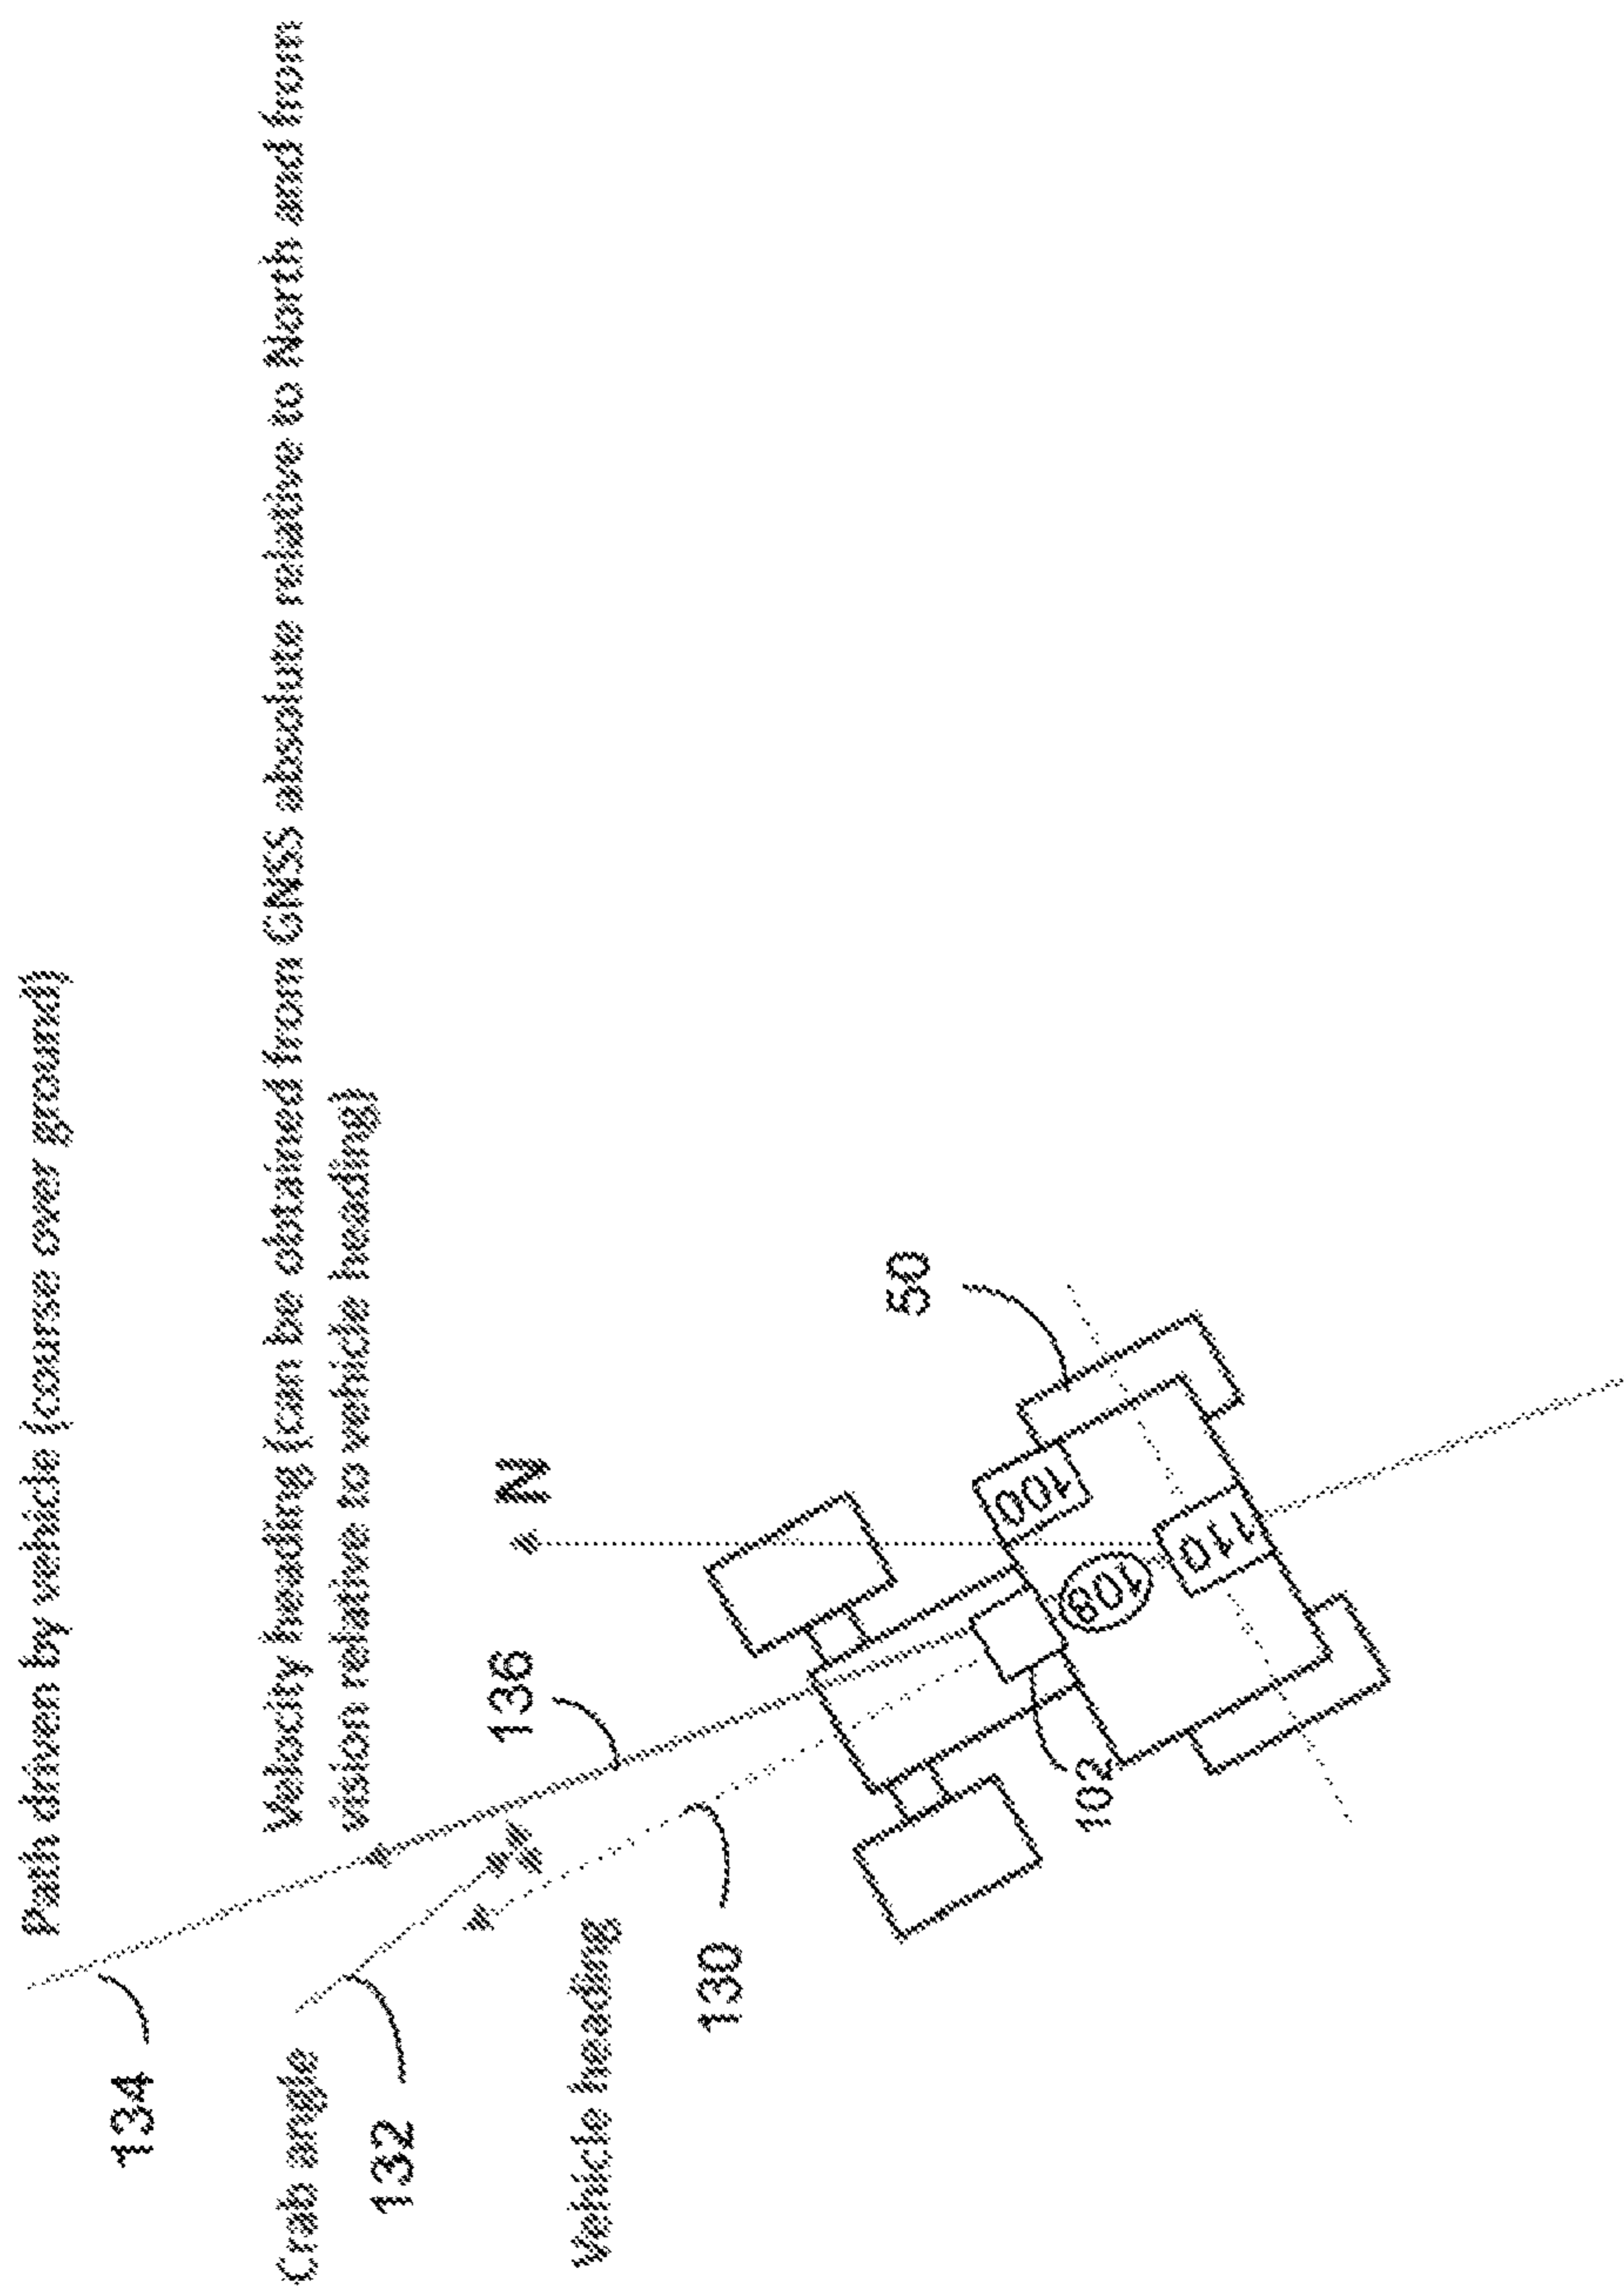 Path driven by vehicle (course over ground)
134
Velocity heading (can be obtained from GNSS absolute relative to North and from
vision relative to vehicle heading)
Crab angle
132
136
N
Vehicle heading
130
50
100
102
108
110